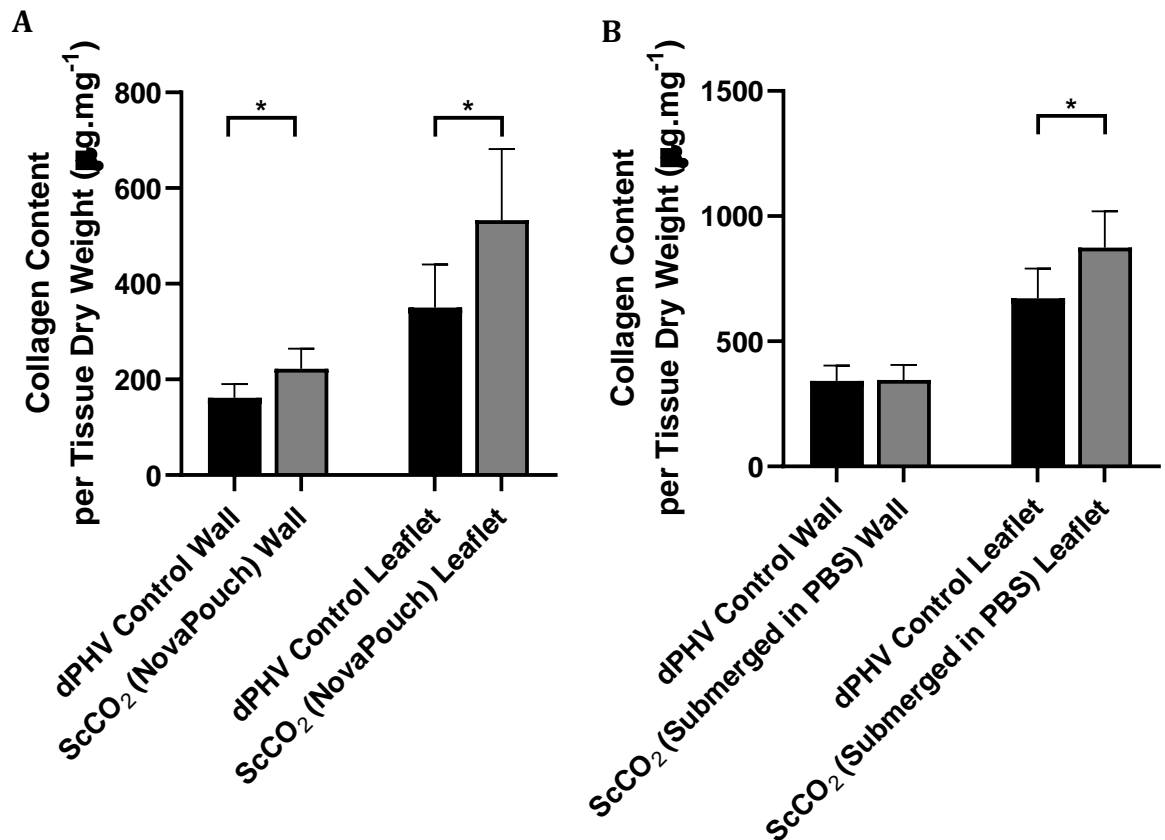 A
Collagen Content
per Tissue Dry Weight (µg.mg⁻¹)
800
600
400
200
0
*
*
dPHV Control Wall
ScCO₂ (NovaPouch) Wall
dPHV Control Leaflet
ScCO₂ (NovaPouch) Leaflet
B
Collagen Content
per Tissue Dry Weight (µg.mg⁻¹)
1500
1000
500
0
*
dPHV Control Wall
ScCO₂ (Submerged in PBS) Wall
dPHV Control Leaflet
ScCO₂ (Submerged in PBS) Leaflet